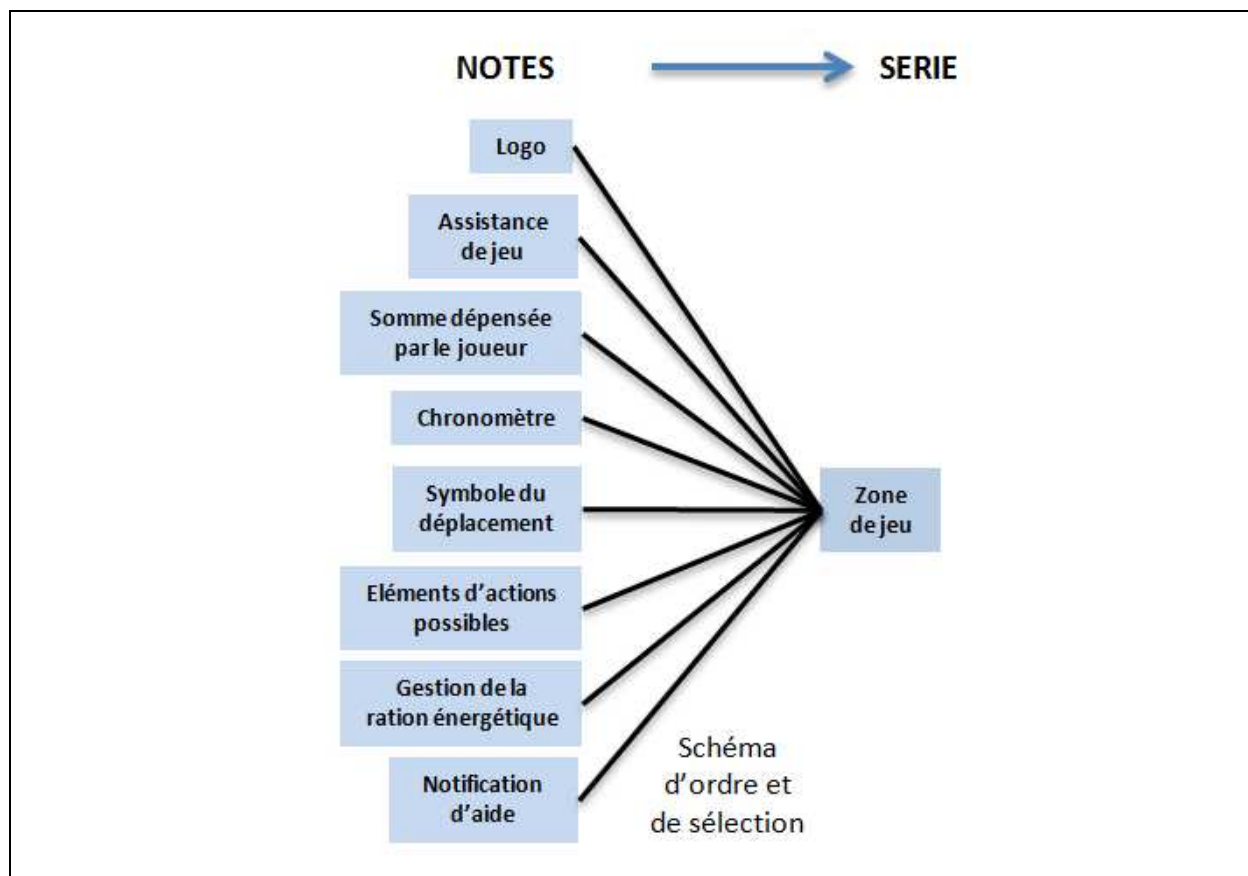 NOTES
SERIE
Logo
Assistance
de jeu
Somme dépensée
par le joueur
Chronomètre
Symbole du
déplacement
Eléments d'actions
possibles
Gestion de la
ration énergétique
Notification
d'aide
Zone
de jeu
Schéma
d'ordre et
de sélection